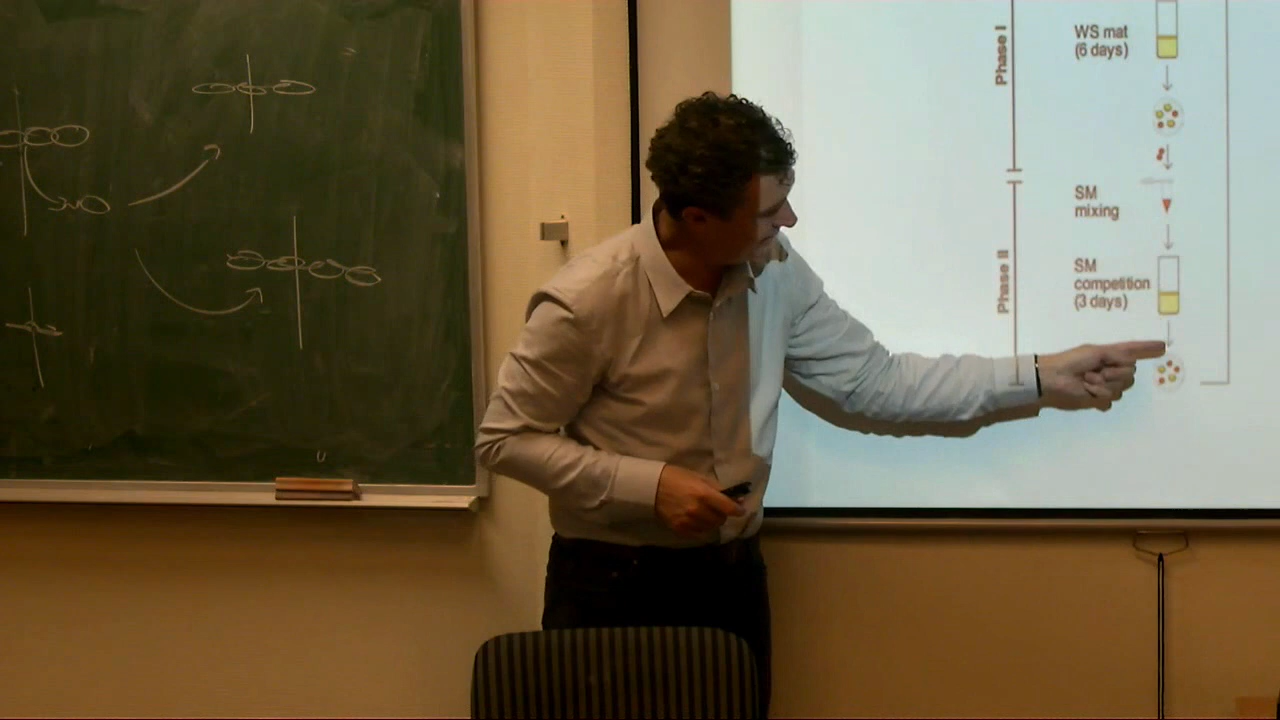 Phase I
WS mat
(6 days)
SM
mixing
Phase II
SM
competition
(3 days)